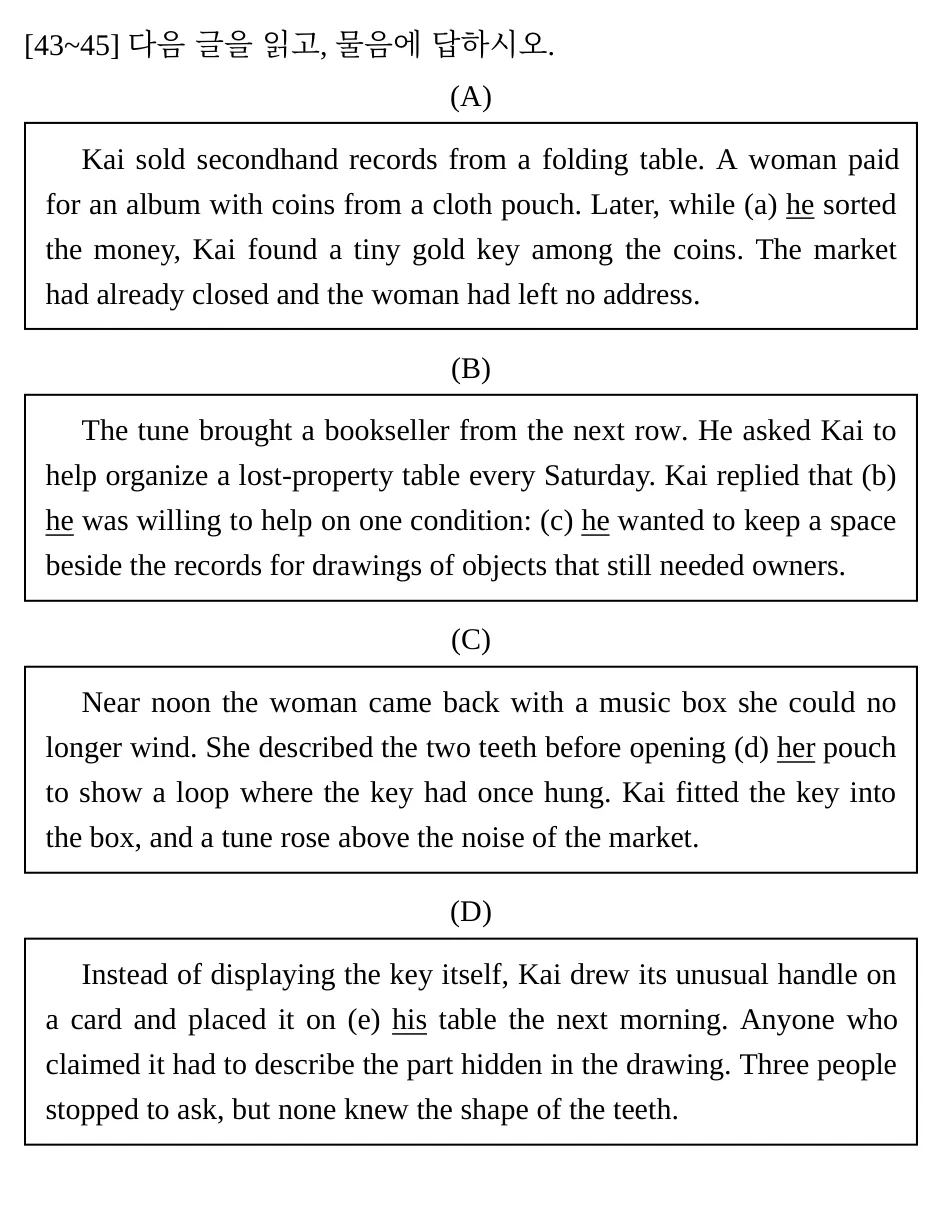 [43~45] 다음 글을 읽고, 물음에 답하시오.
(A)
Kai sold secondhand records from a folding table. A woman paid
for an album with coins from a cloth pouch. Later, while (a) he sorted
the money, Kai found a tiny gold key among the coins. The market
had already closed and the woman had left no address.
(B)
The tune brought a bookseller from the next row. He asked Kai to
help organize a lost-property table every Saturday. Kai replied that (b)
he was willing to help on one condition: (c) he wanted to keep a space
beside the records for drawings of objects that still needed owners.
(C)
Near noon the woman came back with a music box she could no
longer wind. She described the two teeth before opening (d) her pouch
to show a loop where the key had once hung. Kai fitted the key into
the box, and a tune rose above the noise of the market.
(D)
Instead of displaying the key itself, Kai drew its unusual handle on
a card and placed it on (e) his table the next morning. Anyone who
claimed it had to describe the part hidden in the drawing. Three people
stopped to ask, but none knew the shape of the teeth.